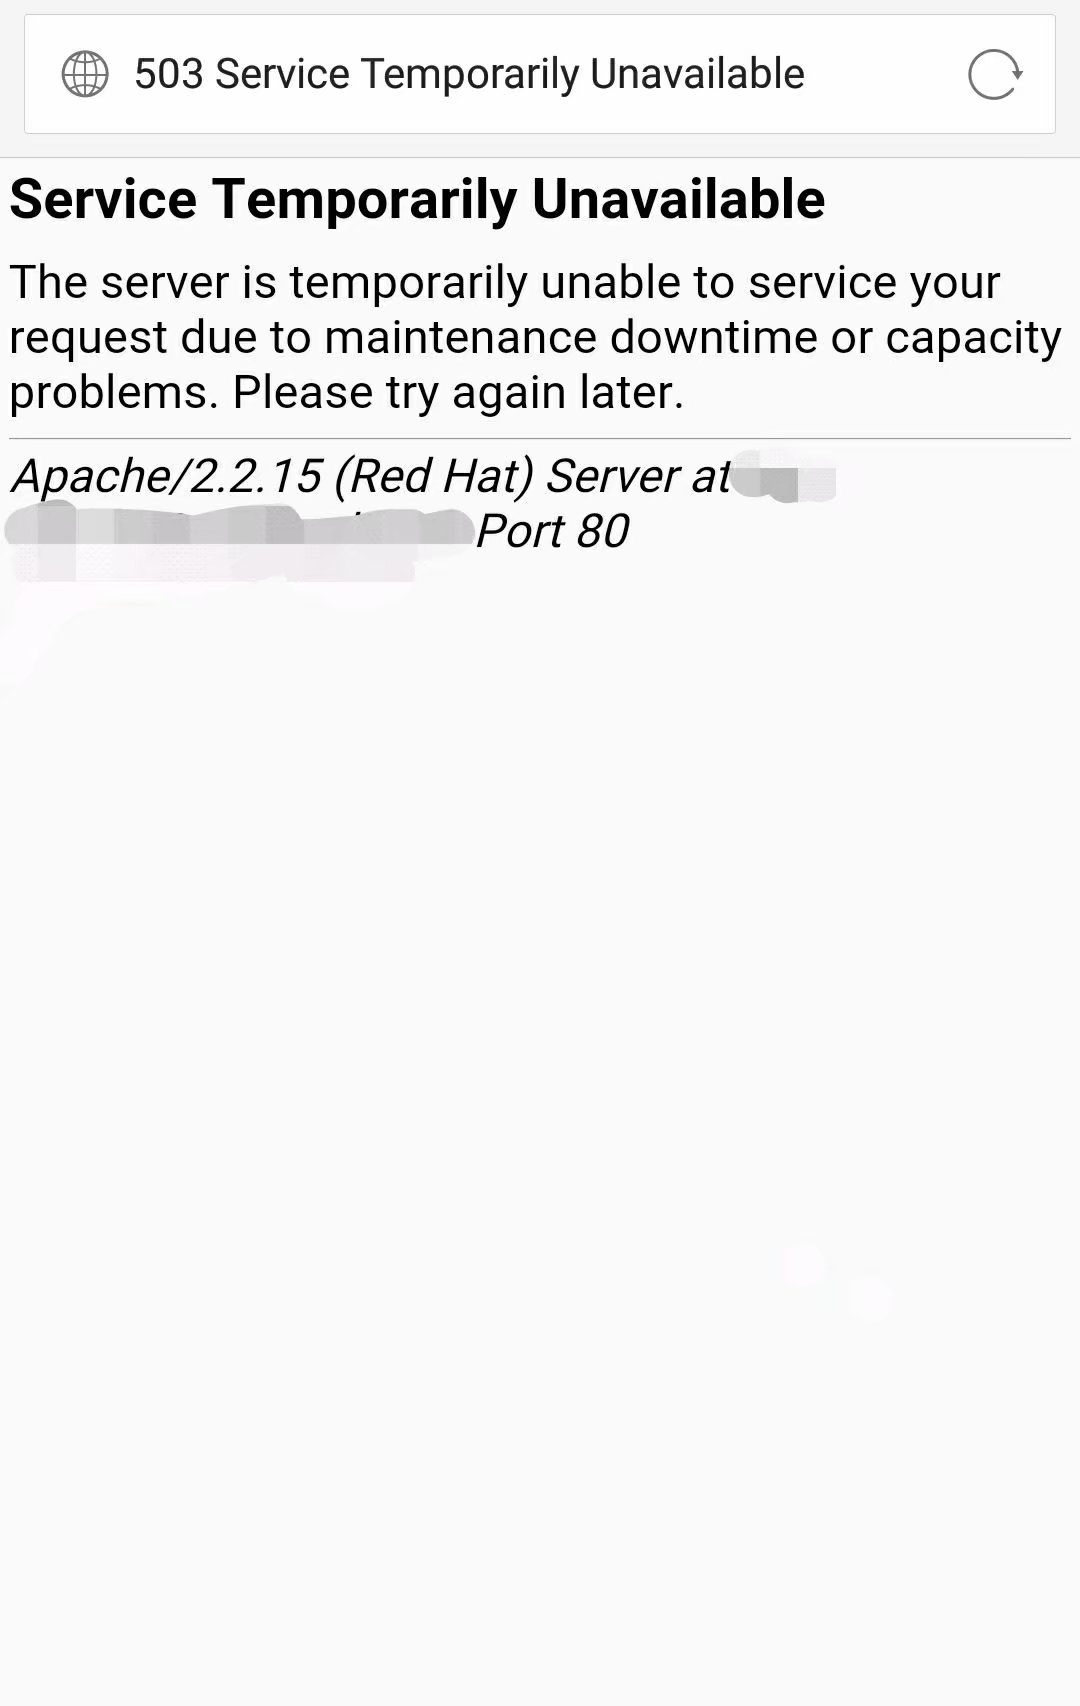 503 Service Temporarily Unavailable
Service Temporarily Unavailable
The server is temporarily unable to service your
request due to maintenance downtime or capacity
problems. Please try again later.
Apache/2.2.15 (Red Hat) Server at
Port 80